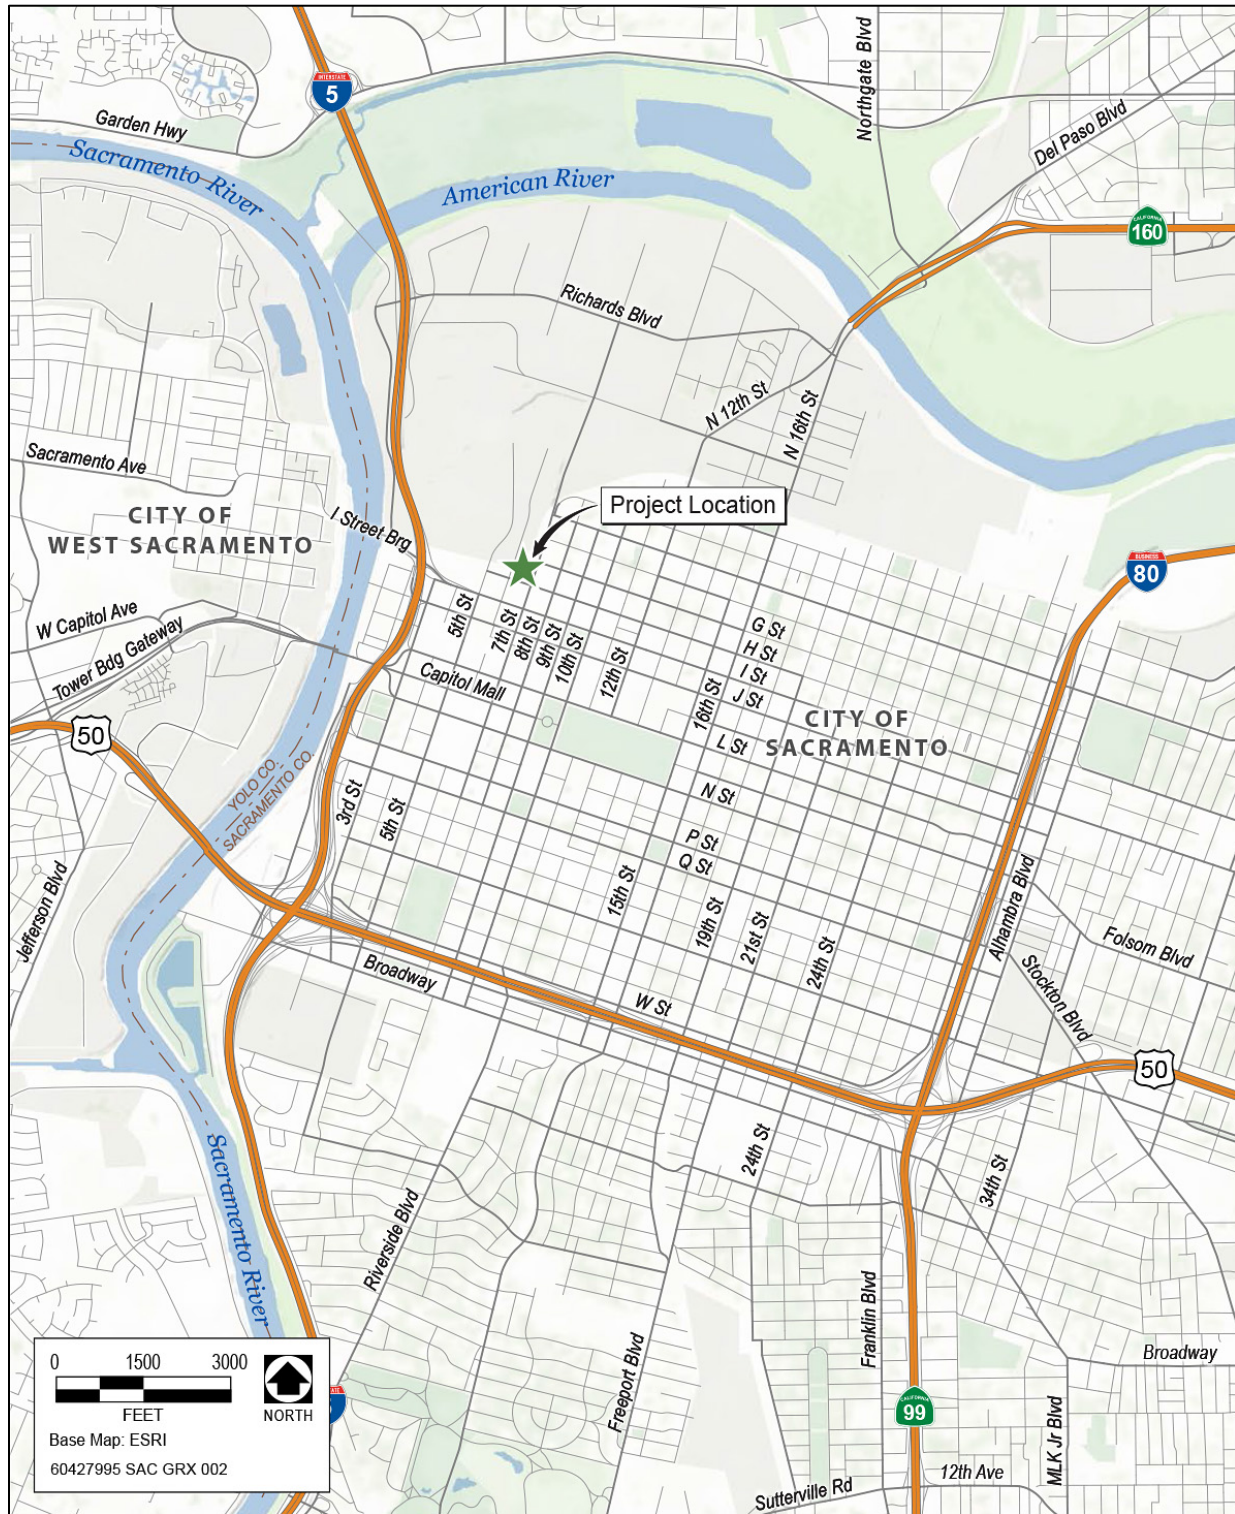 Northgate Blvd
INTERSTATE
5
Garden Hwy
Del Paso Blvd
Sacramento River
American River
CALIFORNIA
160
Richards Blvd
N 12th St
N 16th St
Sacramento Ave
Project Location
I Street Brg
CITY OF
WEST SACRAMENTO
BUSINESS
80
W Capitol Ave
Tower Bdg Gateway
5th St
7th St
8th St
9th St
10th St
12th St
G St
H St
I St
J St
Capitol Mall
16th St
CITY OF
SACRAMENTO
50
L St
YOLO CO.
SACRAMENTO CO.
3rd St
5th St
N St
P St
Q St
15th St
Jefferson Blvd
19th St
21st St
24th St
Alhambra Blvd
Folsom Blvd
Stockton Blvd
Broadway
W St
50
24th St
34th St
Sacramento River
Riverside Blvd
Franklin Blvd
Freeport Blvd
Broadway
CALIFORNIA
99
MLK Jr Blvd
12th Ave
Sutterville Rd
0 1500 3000
FEET
NORTH
Base Map: ESRI
60427995 SAC GRX 002